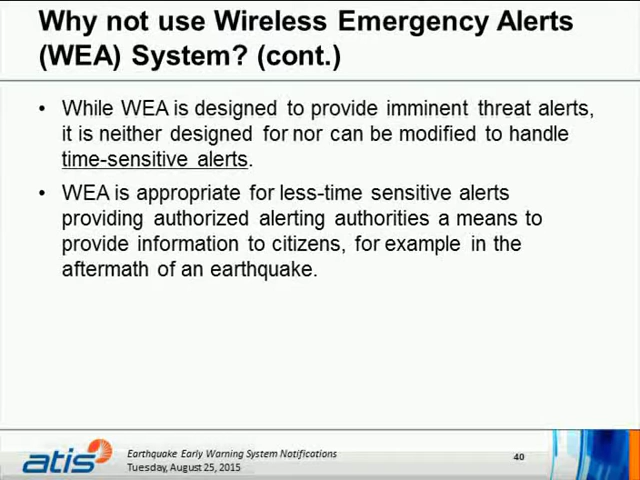 Why not use Wireless Emergency Alerts
(WEA) System? (cont.)
• While WEA is designed to provide imminent threat alerts,
it is neither designed for nor can be modified to handle
time-sensitive alerts.
• WEA is appropriate for less-time sensitive alerts
providing authorized alerting authorities a means to
provide information to citizens, for example in the
aftermath of an earthquake.
atis
Earthquake Early Warning System Notifications
Tuesday, August 25, 2015
40